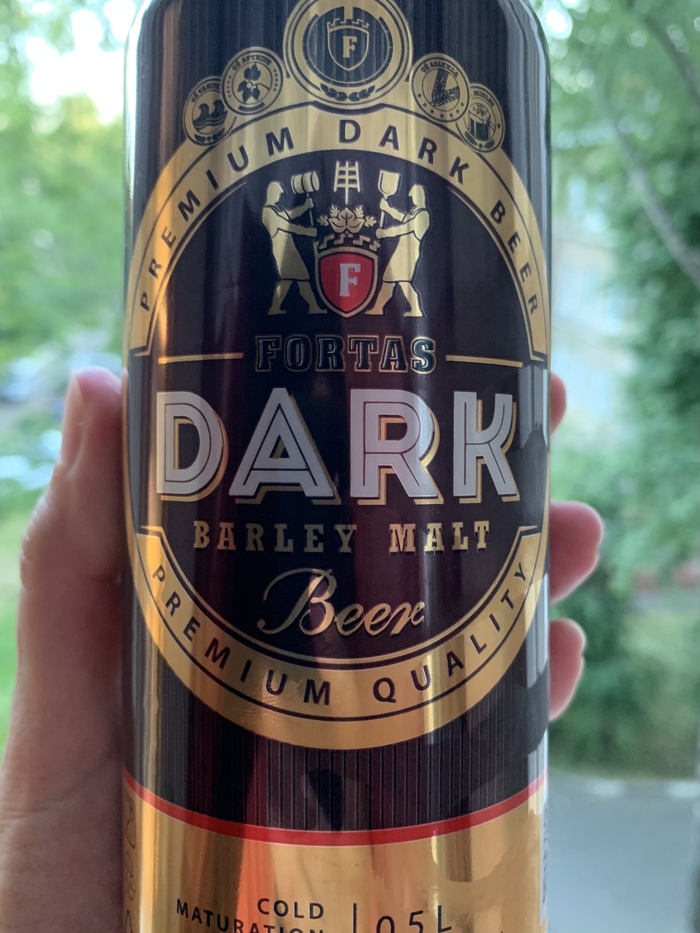 F
PREMIUM DARK BEER
F
FORTAS
DARK
BARLEY MALT
Beer
PREMIUM QUALITY
COLD
MATURATION
0.5L